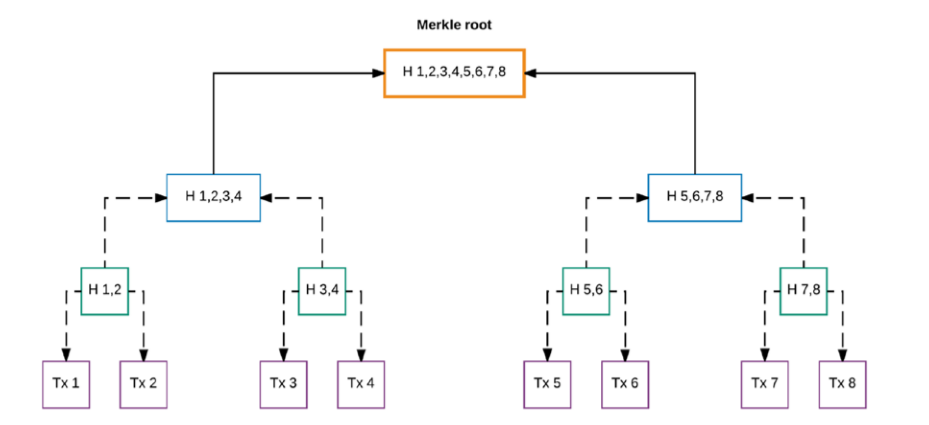 Merkle root
H 1,2,3,4,5,6,7,8
H 1,2,3,4
H 5,6,7,8
H 1,2
H 3,4
H 5,6
H 7,8
Tx 1
Tx 2
Tx 3
Tx 4
Tx 5
Tx 6
Tx 7
Tx 8